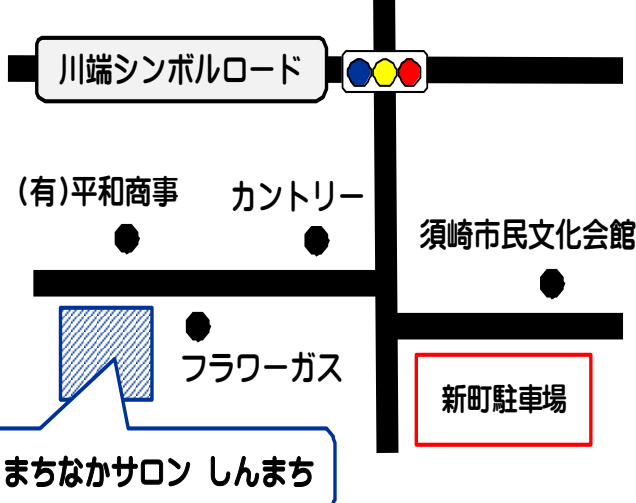 川端シンボルロード
(有)平和商事
カントリー
須崎市民文化会館
フラワーガス
新町駐車場
まちなかサロン しんまち